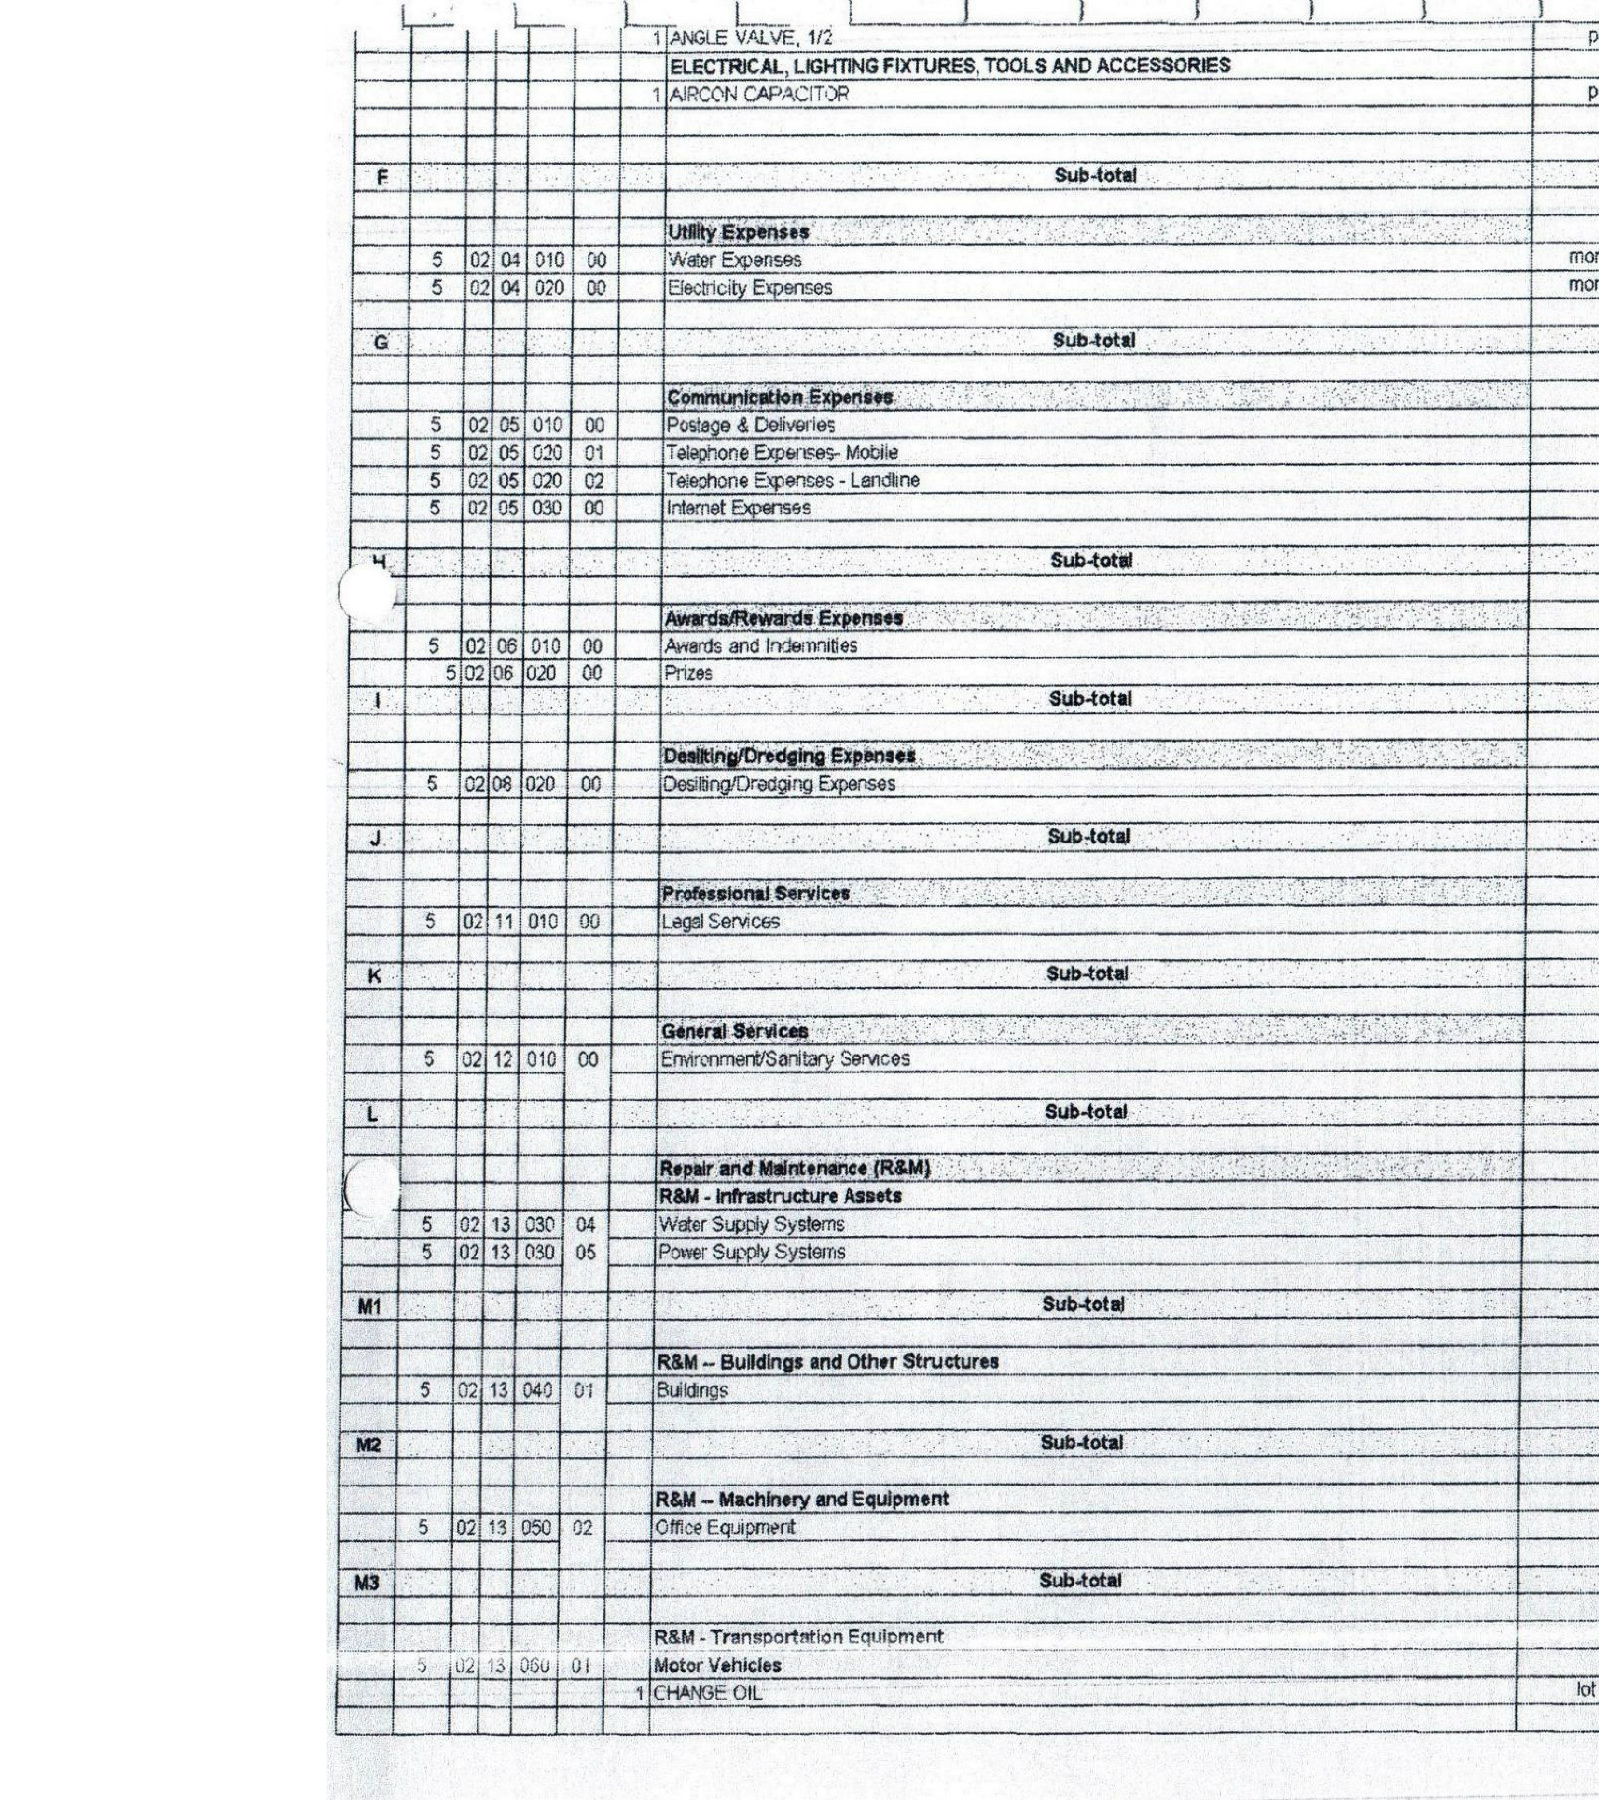 1 ANGLE VALVE, 1/2 p
ELECTRICAL, LIGHTING FIXTURES, TOOLS AND ACCESSORIES
1 AIRCON CAPACITOR p
F Sub-total
Utility Expenses
5 02 04 010 00 Water Expenses mor
5 02 04 020 00 Electricity Expenses mor
G Sub-total
Communication Expenses
5 02 05 010 00 Postage & Deliveries
5 02 05 020 01 Telephone Expenses- Mobile
5 02 05 020 02 Telephone Expenses - Landline
5 02 05 030 00 Internet Expenses
H Sub-total
Awards/Rewards Expenses
5 02 06 010 00 Awards and Indemnities
5 02 06 020 00 Prizes
I Sub-total
Desilting/Dredging Expenses
5 02 08 020 00 Desilting/Dredging Expenses
J Sub-total
Professional Services
5 02 11 010 00 Legal Services
K Sub-total
General Services
5 02 12 010 00 Environment/Sanitary Services
L Sub-total
Repair and Maintenance (R&M)
R&M - Infrastructure Assets
5 02 13 030 04 Water Supply Systems
5 02 13 030 05 Power Supply Systems
M1 Sub-total
R&M -- Buildings and Other Structures
5 02 13 040 01 Buildings
M2 Sub-total
R&M -- Machinery and Equipment
5 02 13 050 02 Office Equipment
M3 Sub-total
R&M - Transportation Equipment
5 02 13 060 01 Motor Vehicles
1 CHANGE OIL lot